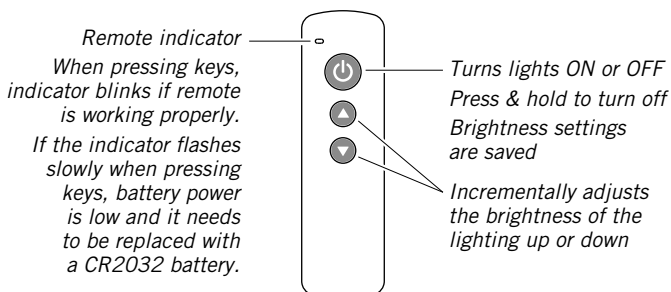 Remote indicator
When pressing keys,
indicator blinks if remote
is working properly.
If the indicator flashes
slowly when pressing
keys, battery power
is low and it needs
to be replaced with
a CR2032 battery.
Turns lights ON or OFF
Press & hold to turn off
Brightness settings
are saved
Incrementally adjusts
the brightness of the
lighting up or down